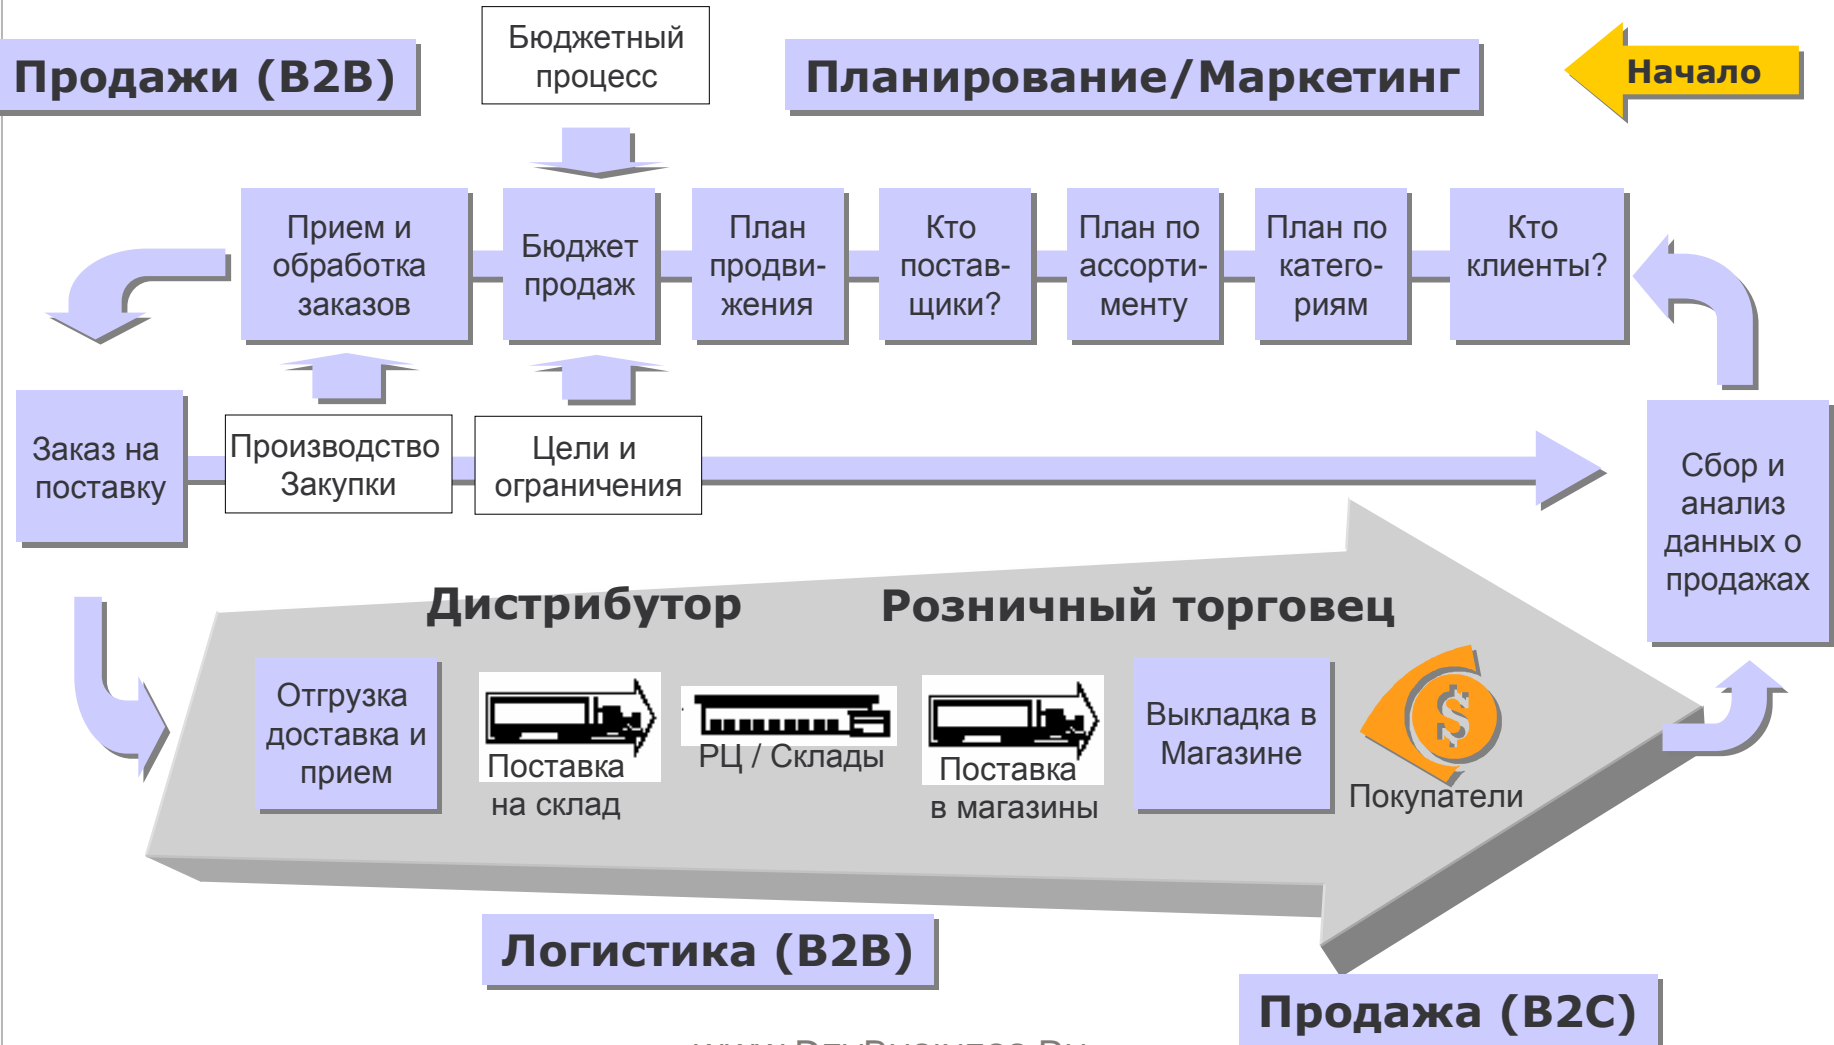 Бюджетный
процесс
Продажи (B2B)
Планирование/Маркетинг
Начало
Прием и
обработка
заказов
Бюджет
продаж
План
продви-
жения
Кто
постав-
щики?
План по
ассорти-
менту
План по
катего-
риям
Кто
клиенты?
Заказ на
поставку
Производство
Закупки
Цели и
ограничения
Сбор и
анализ
данных о
продажах
Дистрибутор
Розничный торговец
Отгрузка
доставка и
прием
Поставка
на склад
РЦ / Склады
Поставка
в магазины
Выкладка в
Магазине
$
Покупатели
Логистика (B2B)
Продажа (B2C)
www.DevBusiness.Ru